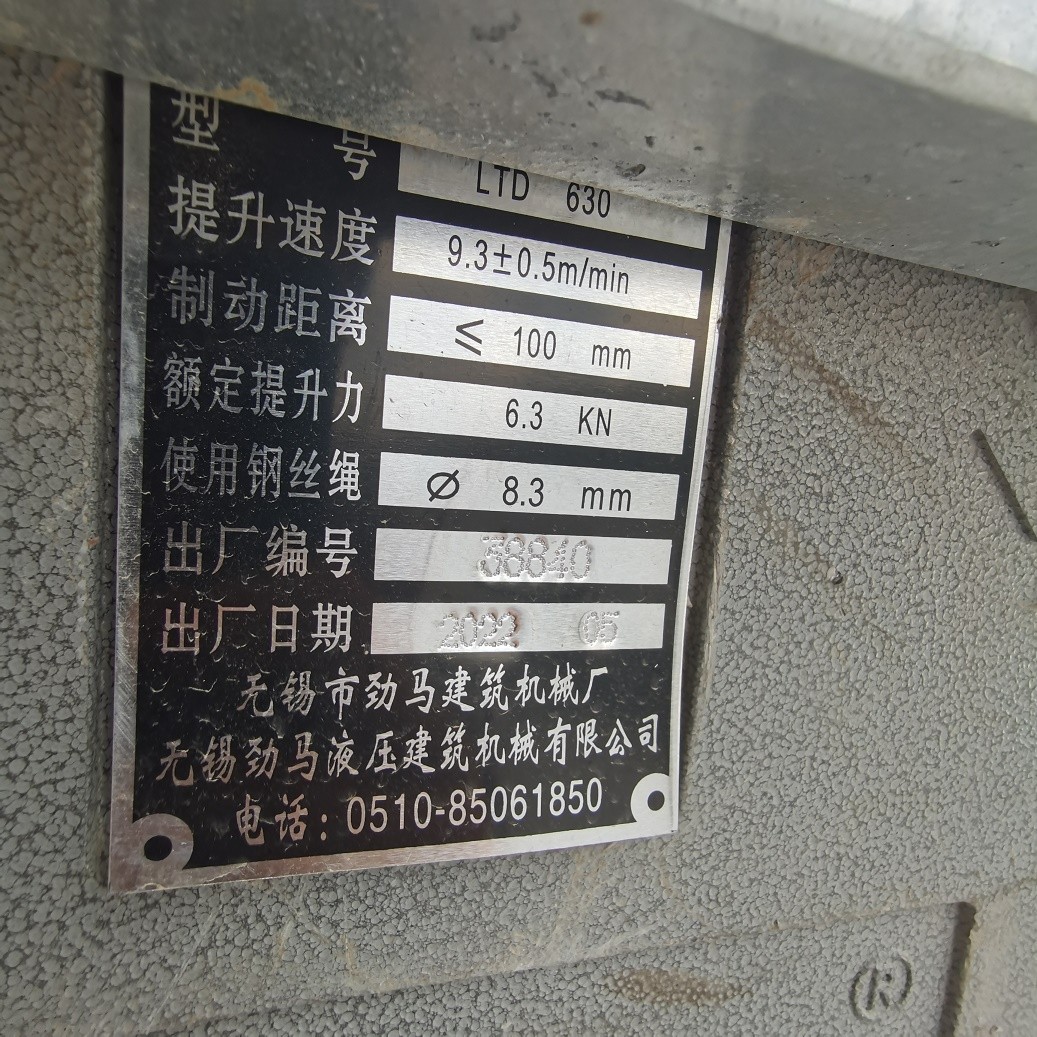 型 号 LTD 630
提升速度 9.3±0.5m/min
制动距离 ≤ 100 mm
额定提升力 6.3 KN
使用钢丝绳 Ø 8.3 mm
出厂编号 38840
出厂日期 2022 05
无锡市劲马建筑机械厂
无锡劲马液压建筑机械有限公司
电话：0510-85061850
®